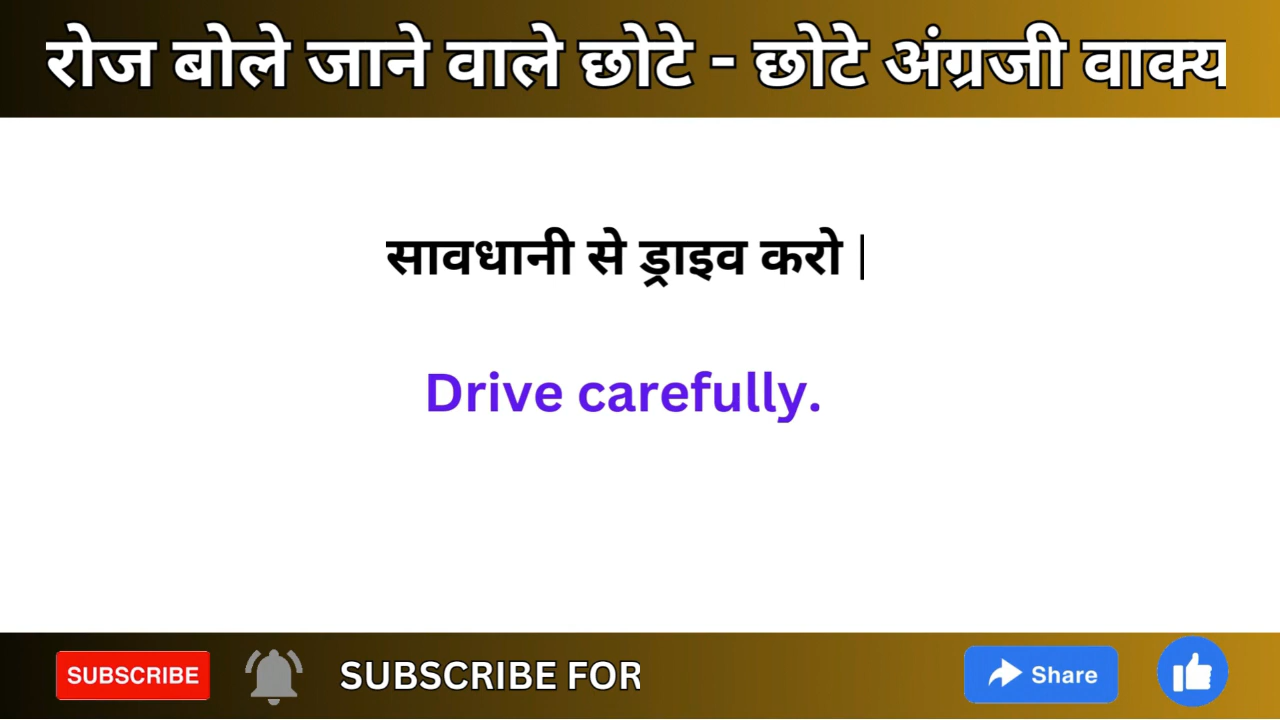 रोज बोले जाने वाले छोटे - छोटे अंग्रजी वाक्य
सावधानी से ड्राइव करो |
Drive carefully.
SUBSCRIBE
SUBSCRIBE FOR
Share